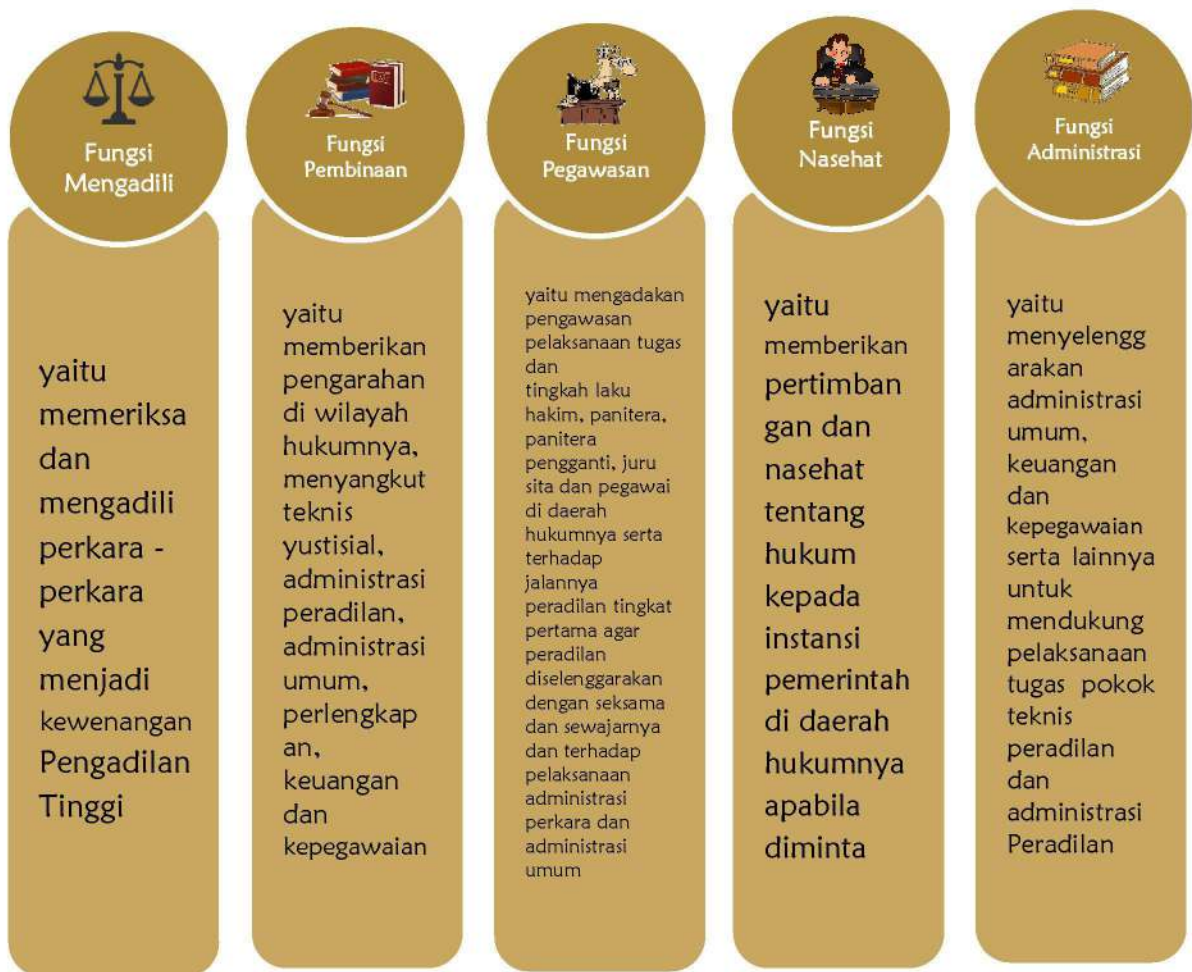 Fungsi
Mengadili
yaitu
memeriksa
dan
mengadili
perkara -
perkara
yang
menjadi
kewenangan
Pengadilan
Tinggi
Fungsi
Pembinaan
yaitu
memberikan
pengarahan
di wilayah
hukumnya,
menyangkut
teknis
yustisial,
administrasi
peradilan,
administrasi
umum,
perlengkap
an,
keuangan
dan
kepegawaian
Fungsi
Pegawasan
yaitu mengadakan
pengawasan
pelaksanaan tugas
dan
tingkah laku
hakim, panitera,
panitera
pengganti, juru
sita dan pegawai
di daerah
hukumnya serta
terhadap
jalannya
peradilan tingkat
pertama agar
peradilan
diselenggarakan
dengan seksama
dan sewajarnya
dan terhadap
pelaksanaan
administrasi
perkara dan
administrasi
umum
Fungsi
Nasehat
yaitu
memberikan
pertimban
gan dan
nasehat
tentang
hukum
kepada
instansi
pemerintah
di daerah
hukumnya
apabila
diminta
Fungsi
Administrasi
yaitu
menyelengg
arakan
administrasi
umum,
keuangan
dan
kepegawaian
serta lainnya
untuk
mendukung
pelaksanaan
tugas pokok
teknis
peradilan
dan
administrasi
Peradilan